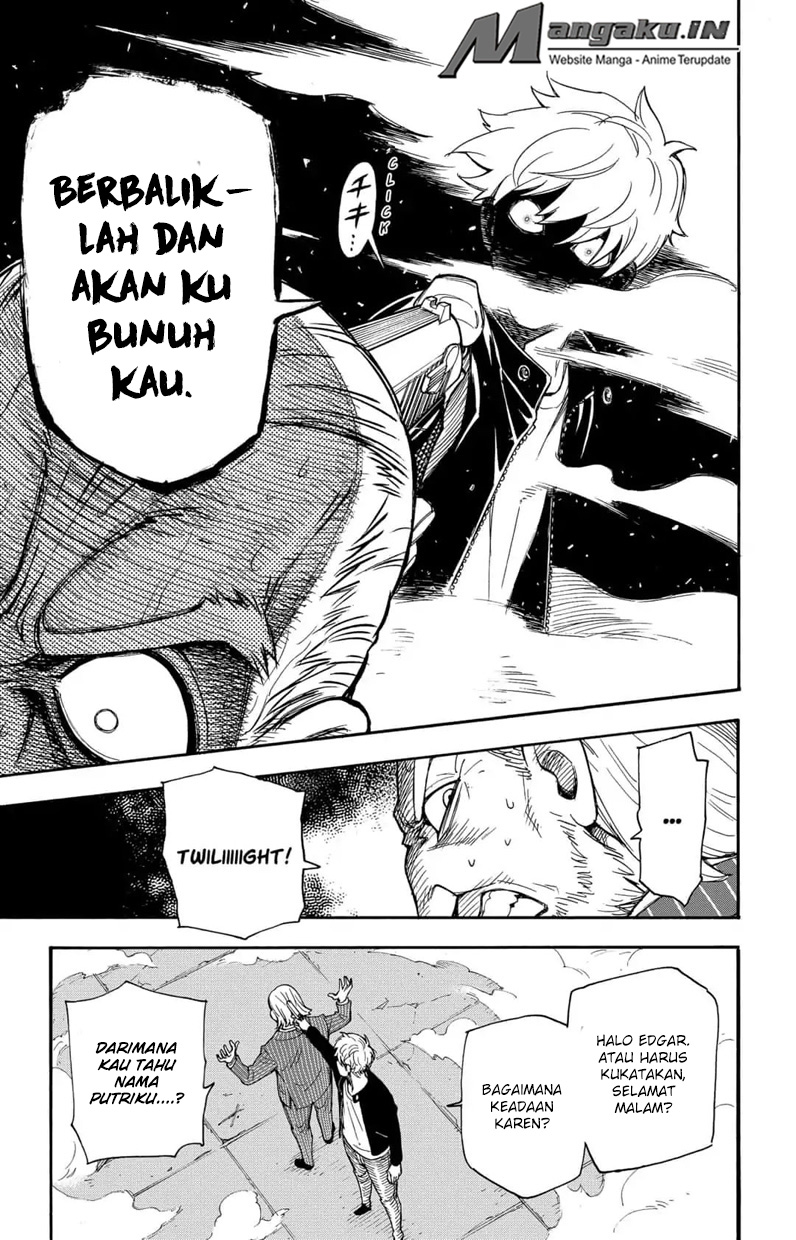 Mangaku.iN
Website Manga - Anime Terupdate
CLICK
チキ…
BERBALIK-
LAH DAN
AKAN KU
BUNUH
KAU.
...
TWILIIIIIGHT!
HALO EDGAR.
ATAU HARUS
KUKATAKAN,
SELAMAT
MALAM?
BAGAIMANA
KEADAAN
KAREN?
DARIMANA
KAU TAHU
NAMA
PUTRIKU....?